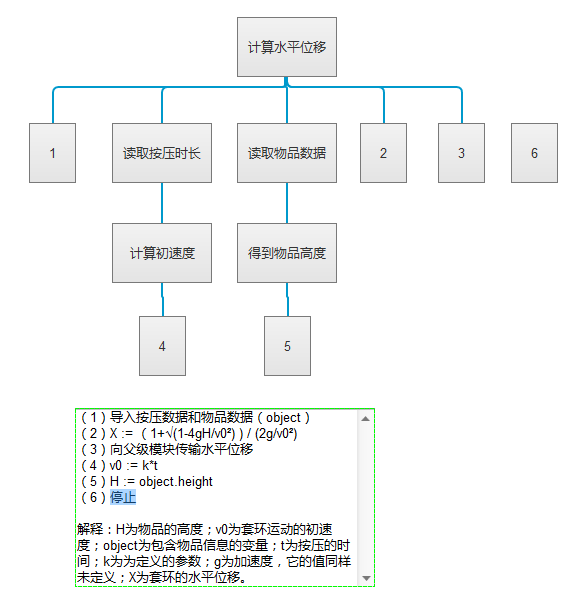 计算水平位移
1
读取按压时长
读取物品数据
2
3
6
计算初速度
得到物品高度
4
5
（1）导入按压数据和物品数据（object）
（2）X := （1+√(1-4gH/v0²) ) / (2g/v0²)
（3）向父级模块传输水平位移
（4）v0 := k*t
（5）H := object.height
（6）停止
解释：H为物品的高度；v0为套环运动的初速
度；object为包含物品信息的变量；t为按压的时
间；k为为定义的参数；g为加速度，它的值同样
未定义；X为套环的水平位移。